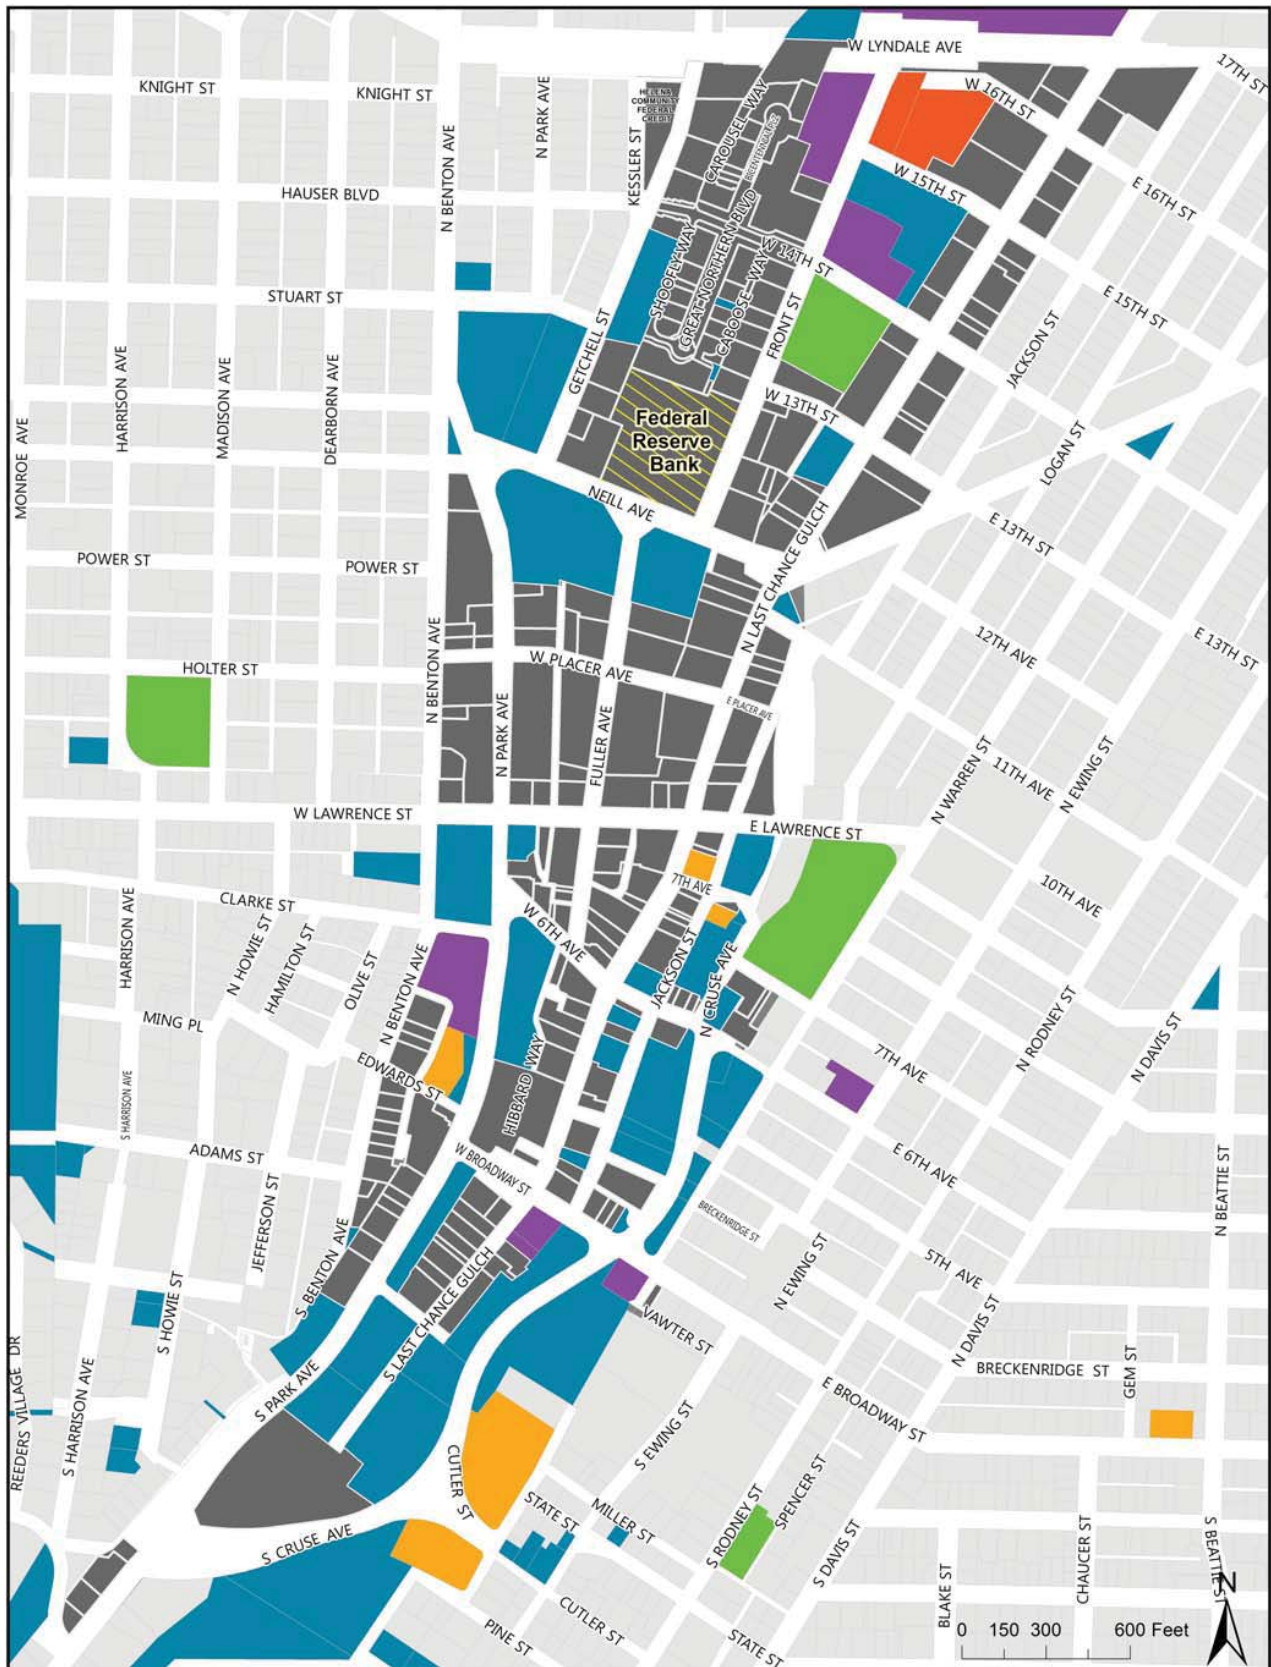 W LYNDALE AVE
17TH ST
KNIGHT ST
KNIGHT ST
N PARK AVE
HELENA
COMMUNITY
FEDERAL
CREDIT
CAROUSEL WAY
W 16TH ST
N BENTON AVE
KESSLER ST
HAUSER BLVD
W 15TH ST
E 16TH ST
SHOOFLY WAY
GREAT NORTHERN BLVD
CABOOSE WAY
W 14TH ST
STUART ST
E 15TH ST
GETCHELL ST
FRONT ST
JACKSON ST
MONROE AVE
HARRISON AVE
MADISON AVE
DEARBORN AVE
W 13TH ST
Federal
Reserve
Bank
LOGAN ST
NEILL AVE
N LAST CHANCE GULCH
E 13TH ST
POWER ST
POWER ST
12TH AVE
E 13TH ST
HOLTER ST
N BENTON AVE
W PLACER AVE
E PLACER AVE
N PARK AVE
FULLER AVE
N WARREN ST
11TH AVE
N EWING ST
W LAWRENCE ST
E LAWRENCE ST
7TH AVE
10TH AVE
CLARKE ST
HARRISON AVE
N HOWIE ST
HAMILTON ST
OLIVE ST
N BENTON AVE
W 6TH AVE
JACKSON ST
N CRUSE AVE
MING PL
EDWARDS ST
HIBBARD WAY
7TH AVE
N RODNEY ST
N DAVIS ST
S HARRISON AVE
ADAMS ST
W BROADWAY ST
E 6TH AVE
JEFFERSON ST
S BENTON AVE
BRECKENRIDGE ST
N BEATTIE ST
N EWING ST
5TH AVE
S HOWIE ST
S LAST CHANCE GULCH
VAWTER ST
N DAVIS ST
REEDERS VILLAGE DR
S HARRISON AVE
S PARK AVE
BRECKENRIDGE ST
GEM ST
E BROADWAY ST
CUTLER ST
S EWING ST
STATE ST
MILLER ST
S RODNEY ST
SPENCER ST
S CRUSE AVE
S DAVIS ST
BLAKE ST
CHAUCER ST
S BEATTIE ST
N
PINE ST
CUTLER ST
STATE ST
0 150 300 600 Feet